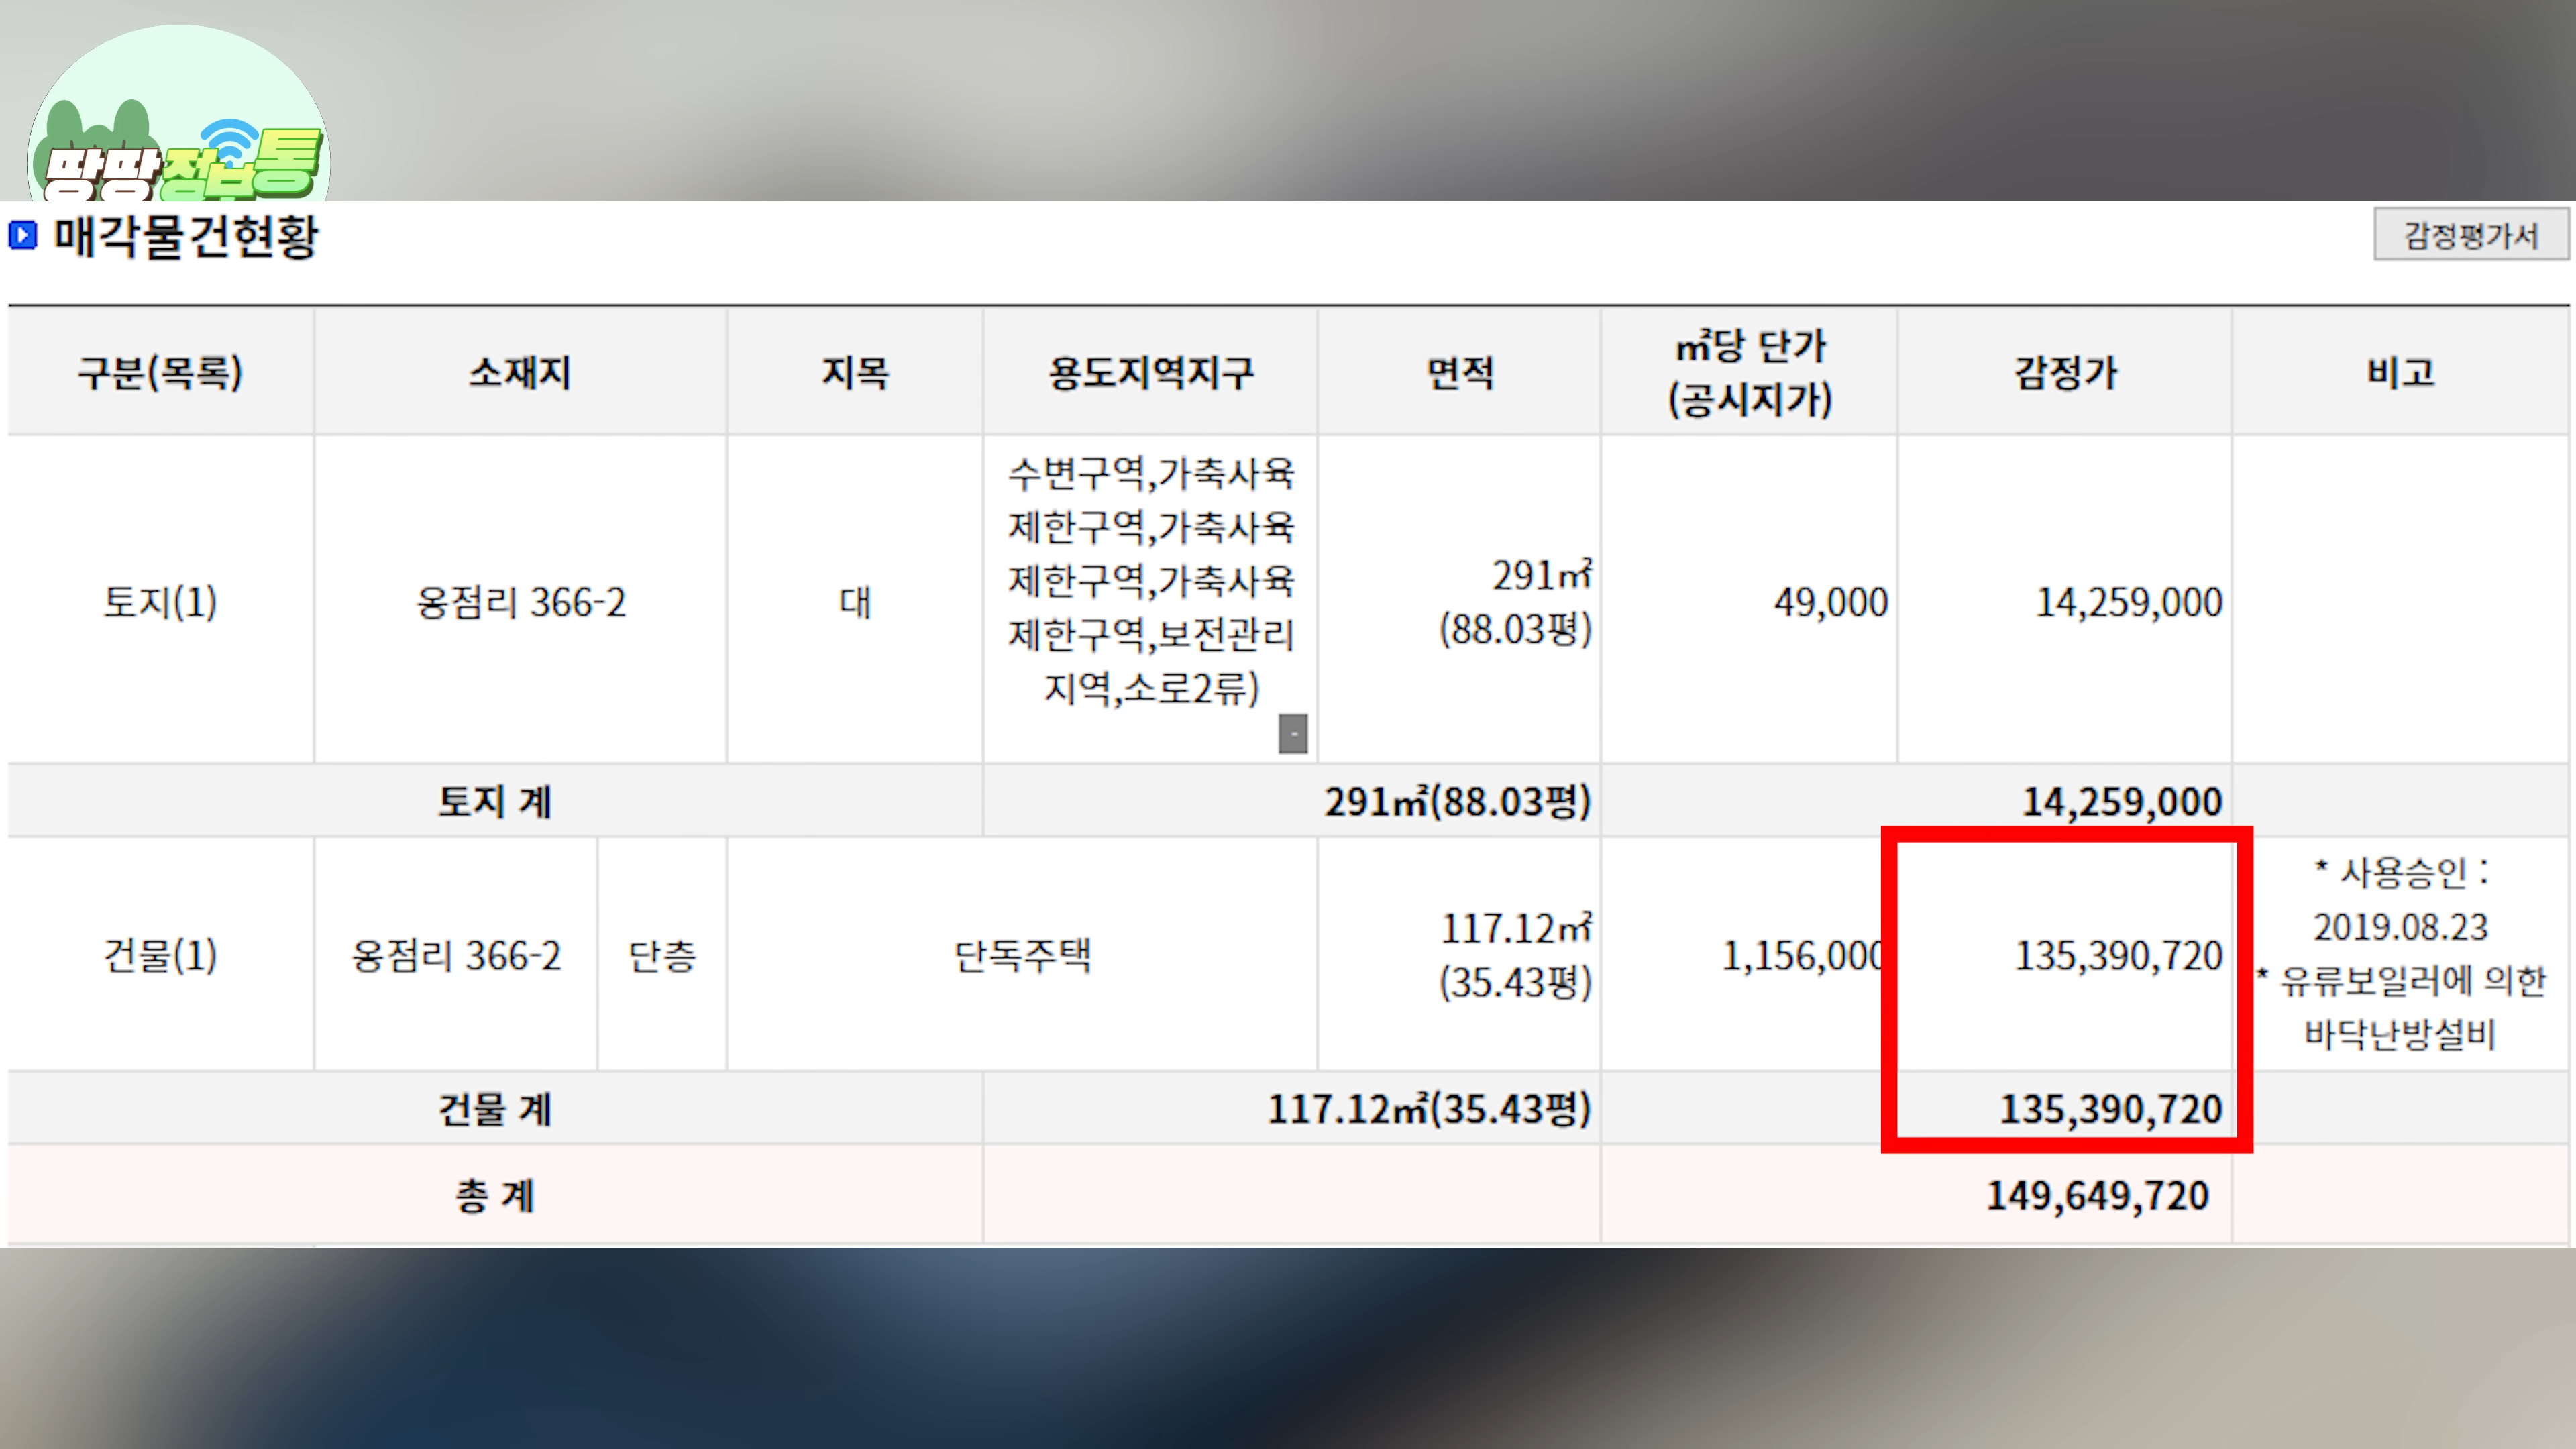 땅땅정보통
매각물건현황
감정평가서
구분(목록) 소재지 지목 용도지역지구 면적 ㎡당 단가 (공시지가) 감정가 비고
수변구역,가축사육
제한구역,가축사육
제한구역,가축사육
제한구역,보전관리
지역,소로2류)
-
토지(1) 옹점리 366-2 대 291㎡ (88.03평) 49,000 14,259,000
토지 계 291㎡(88.03평) 14,259,000
건물(1) 옹점리 366-2 단층 단독주택 117.12㎡ (35.43평) 1,156,000 135,390,720
* 사용승인 :
2019.08.23
* 유류보일러에 의한
바닥난방설비
건물 계 117.12㎡(35.43평) 135,390,720
총 계 149,649,720